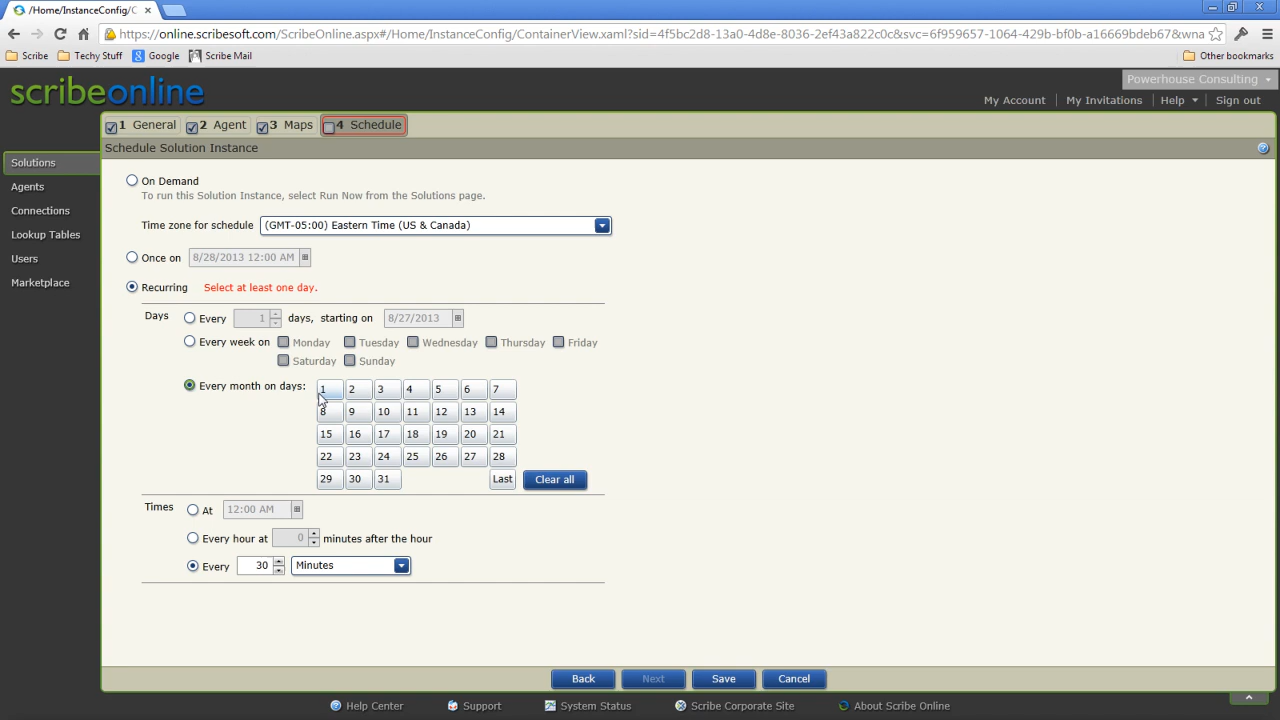 /Home/InstanceConfig/C
https://online.scribesoft.com/ScribeOnline.aspx#/Home/InstanceConfig/ContainerView.xaml?sid=4f5bc2d8-13a0-4d8e-8036-2ef43a822c0c&svc=6f959657-1064-429b-bf0b-a16669bdeb67&wna
Scribe Techy Stuff Google Scribe Mail Other bookmarks
Powerhouse Consulting
scribeonline
My Account My Invitations Help Sign out
1 General 2 Agent 3 Maps 4 Schedule
Schedule Solution Instance
Solutions
Agents
Connections
Lookup Tables
Users
Marketplace
On Demand
To run this Solution Instance, select Run Now from the Solutions page.
Time zone for schedule (GMT-05:00) Eastern Time (US & Canada)
Once on 8/28/2013 12:00 AM
Recurring Select at least one day.
Days Every 1 days, starting on 8/27/2013
Every week on Monday Tuesday Wednesday Thursday Friday
Saturday Sunday
Every month on days: 1 2 3 4 5 6 7
8 9 10 11 12 13 14
15 16 17 18 19 20 21
22 23 24 25 26 27 28
29 30 31 Last Clear all
Times At 12:00 AM
Every hour at 0 minutes after the hour
Every 30 Minutes
Back Next Save Cancel
Help Center Support System Status Scribe Corporate Site About Scribe Online